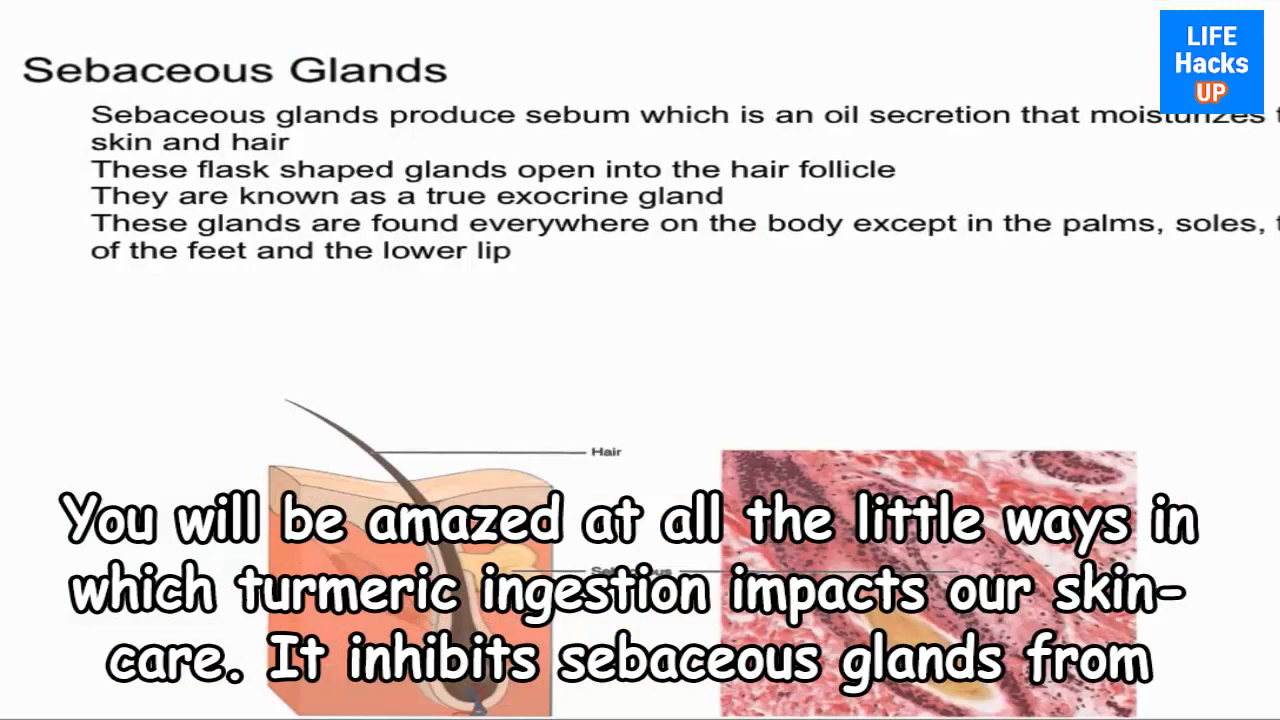 LIFE
Hacks
UP
Sebaceous Glands
Sebaceous glands produce sebum which is an oil secretion that moisturizes
skin and hair
These flask shaped glands open into the hair follicle
They are known as a true exocrine gland
These glands are found everywhere on the body except in the palms, soles,
of the feet and the lower lip
Hair
You will be amazed at all the little ways in
which turmeric ingestion impacts our skin-
care. It inhibits sebaceous glands from